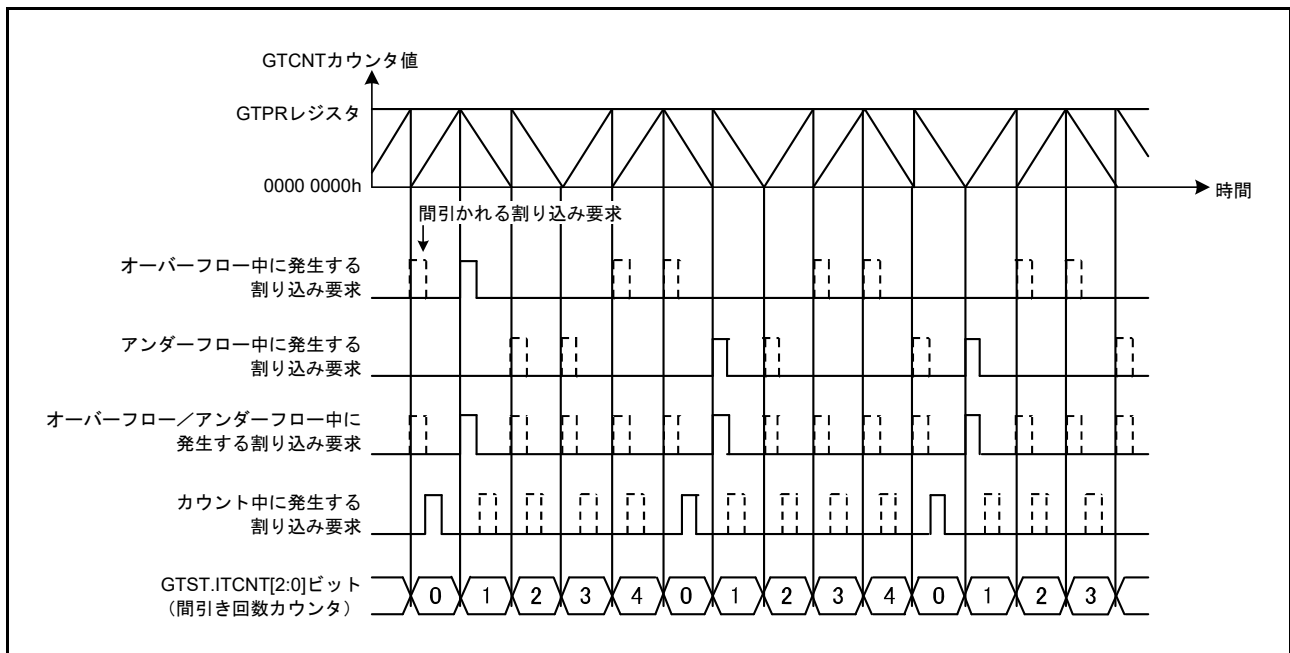 GTCNTカウンタ値
GTPRレジスタ
0000 0000h
時間
間引かれる割り込み要求
オーバーフロー中に発生する
割り込み要求
アンダーフロー中に発生する
割り込み要求
オーバーフロー／アンダーフロー中に
発生する割り込み要求
カウント中に発生する
割り込み要求
GTST.ITCNT[2:0]ビット
（間引き回数カウンタ）
0 1 2 3 4 0 1 2 3 4 0 1 2 3